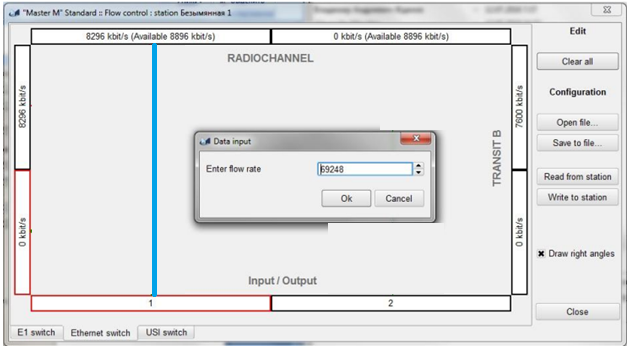 "Master M" Standard :: Flow control : station Безымянная 1
8296 kbit/s (Available 8896 kbit/s)
0 kbit/s (Available 8896 kbit/s)
Edit
RADIOCHANNEL
Clear all
8296 kbit/s
7600 kbit/s
Configuration
Open file...
Save to file...
Data input
Enter flow rate
69248
Ok
Cancel
TRANSIT B
Read from station
Write to station
0 kbit/s
0 kbit/s
Draw right angles
Input / Output
1
2
Close
E1 switch
Ethernet switch
USI switch